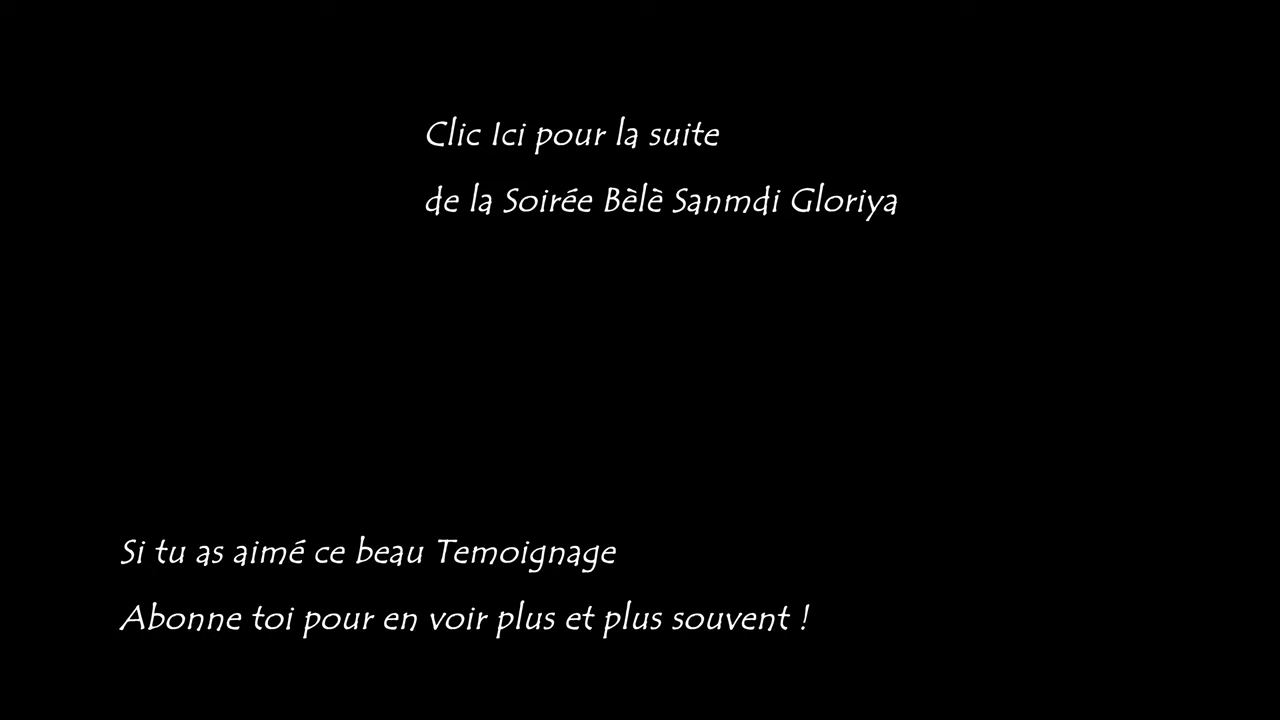 Clic Ici pour la suite
de la Soirée Bèlè Sanmdi Gloriya
Si tu as aimé ce beau Temoignage
Abonne toi pour en voir plus et plus souvent !